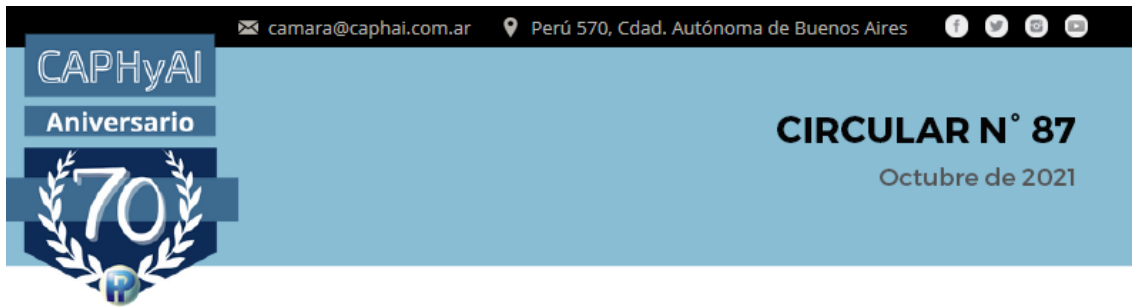 camara@caphai.com.ar Perú 570, Cdad. Autónoma de Buenos Aires
CAPHyAI
Aniversario
70
CIRCULAR N° 87
Octubre de 2021